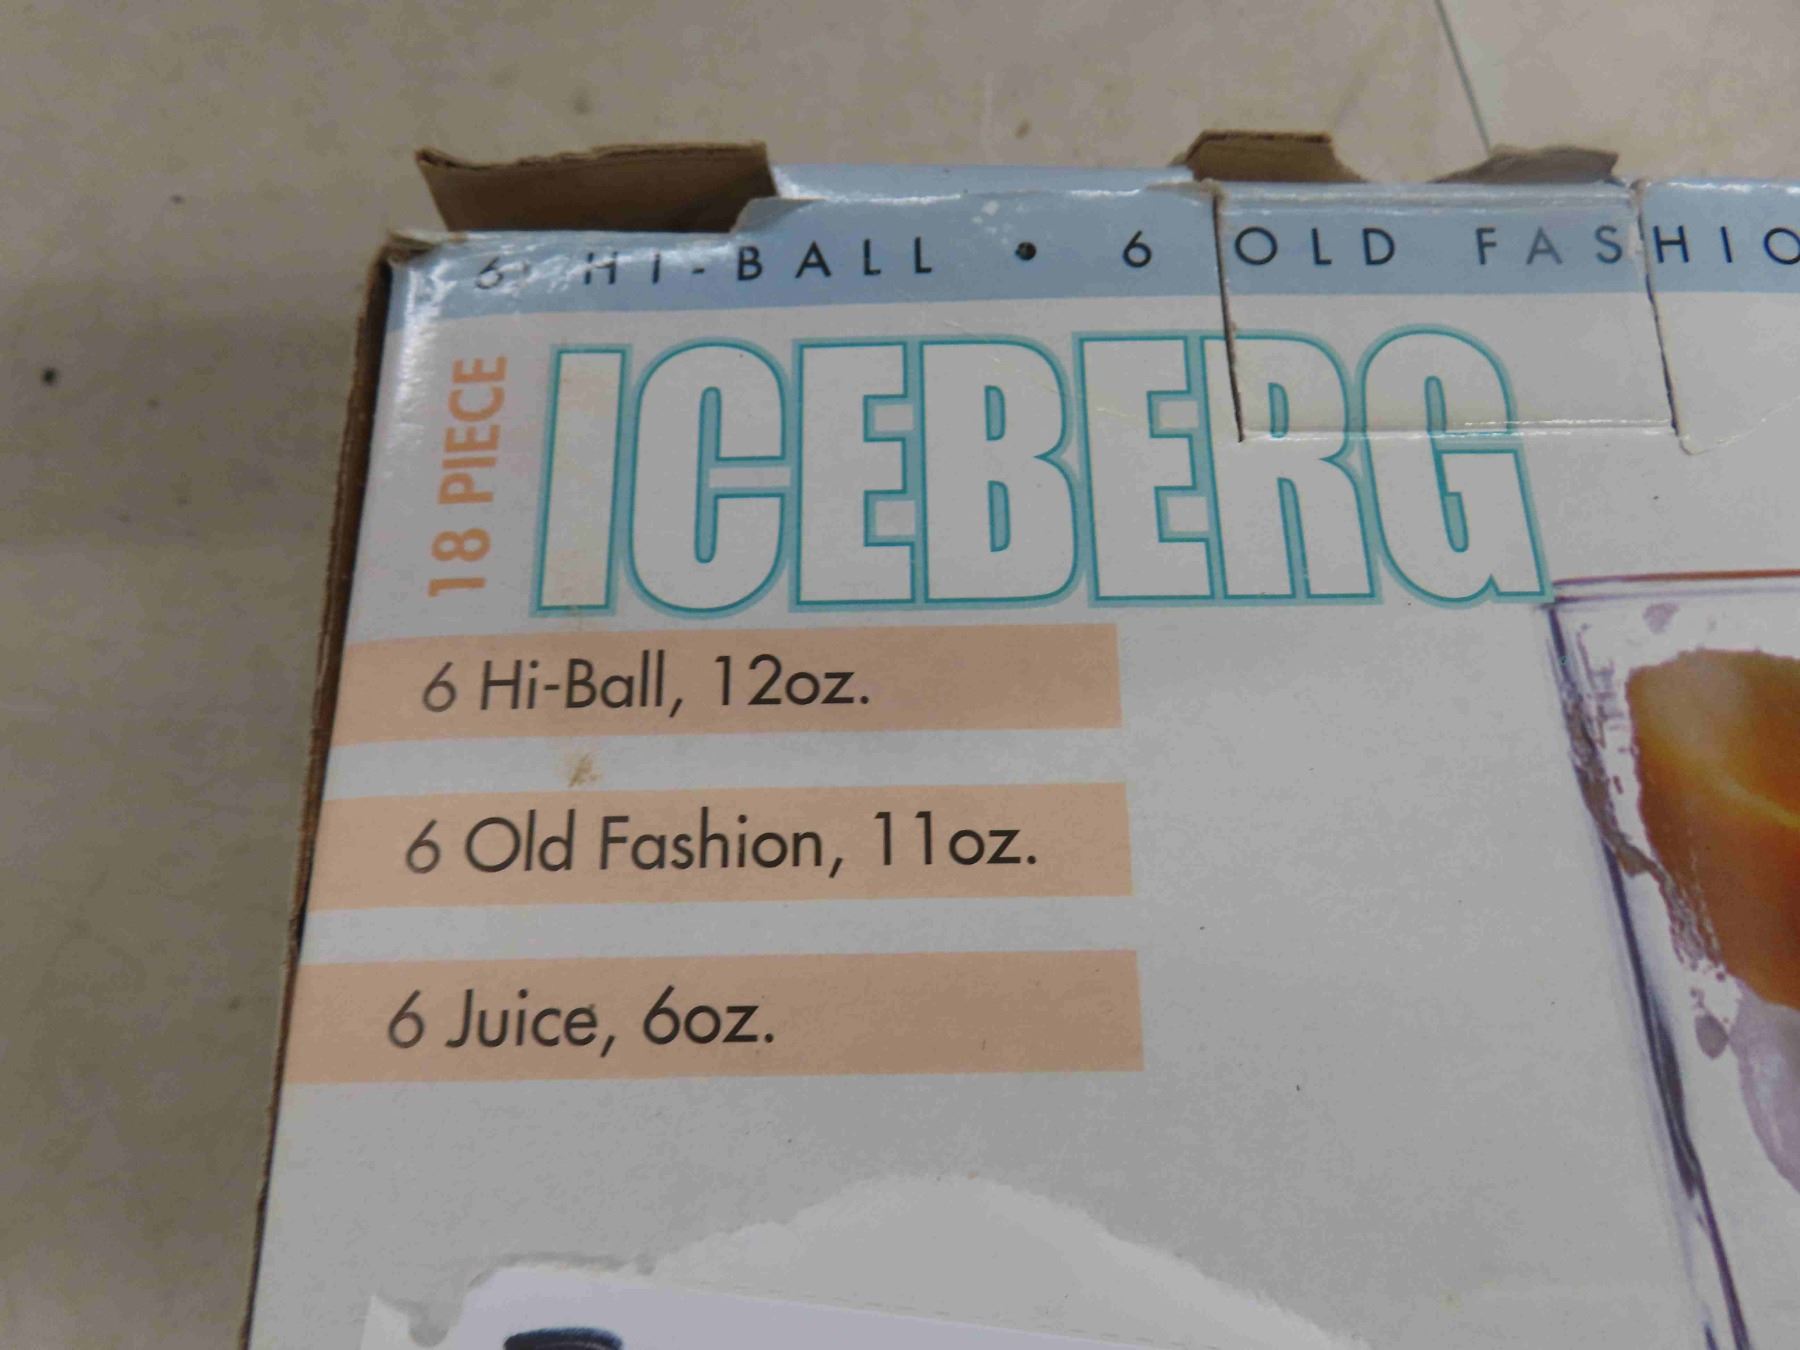 6 HI-BALL • 6 OLD FASHIO
18 PIECE
ICEBERG
6 Hi-Ball, 12oz.
6 Old Fashion, 11oz.
6 Juice, 6oz.